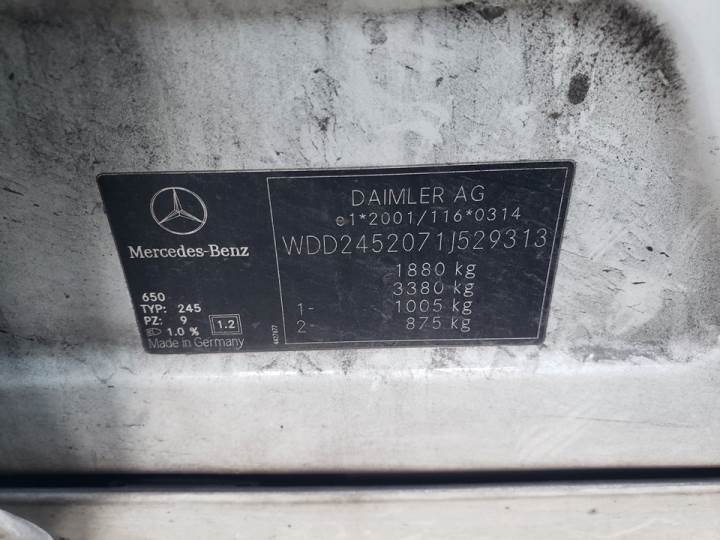 Mercedes-Benz
650
TYP: 245
PZ: 9
1.0 %
1.2
Made in Germany
447677
DAIMLER AG
e1*2001/116*0314
WDD2452071J529313
1880 kg
3380 kg
1- 1005 kg
2- 875 kg